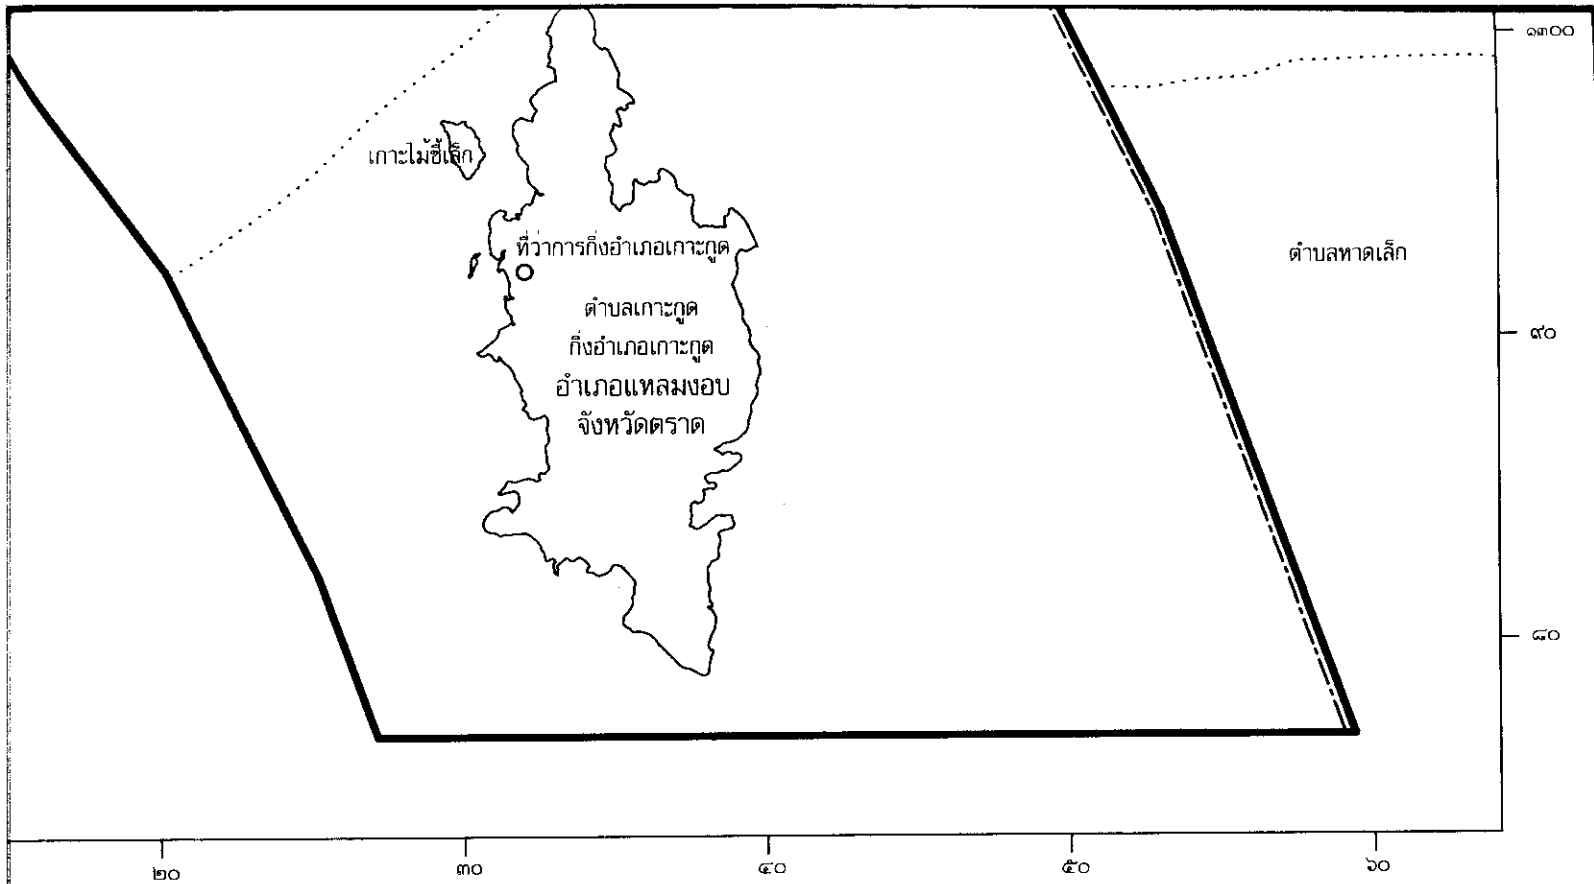 ๑๓๐๐
เกาะไม้ซี้เล็ก
ที่ว่าการกิ่งอำเภอเกาะกูด
ตำบลหาดเล็ก
ตำบลเกาะกูด
๙๐
กิ่งอำเภอเกาะกูด
อำเภอแหลมงอบ
จังหวัดตราด
๘๐
๒๐
๓๐
๔๐
๕๐
๖๐